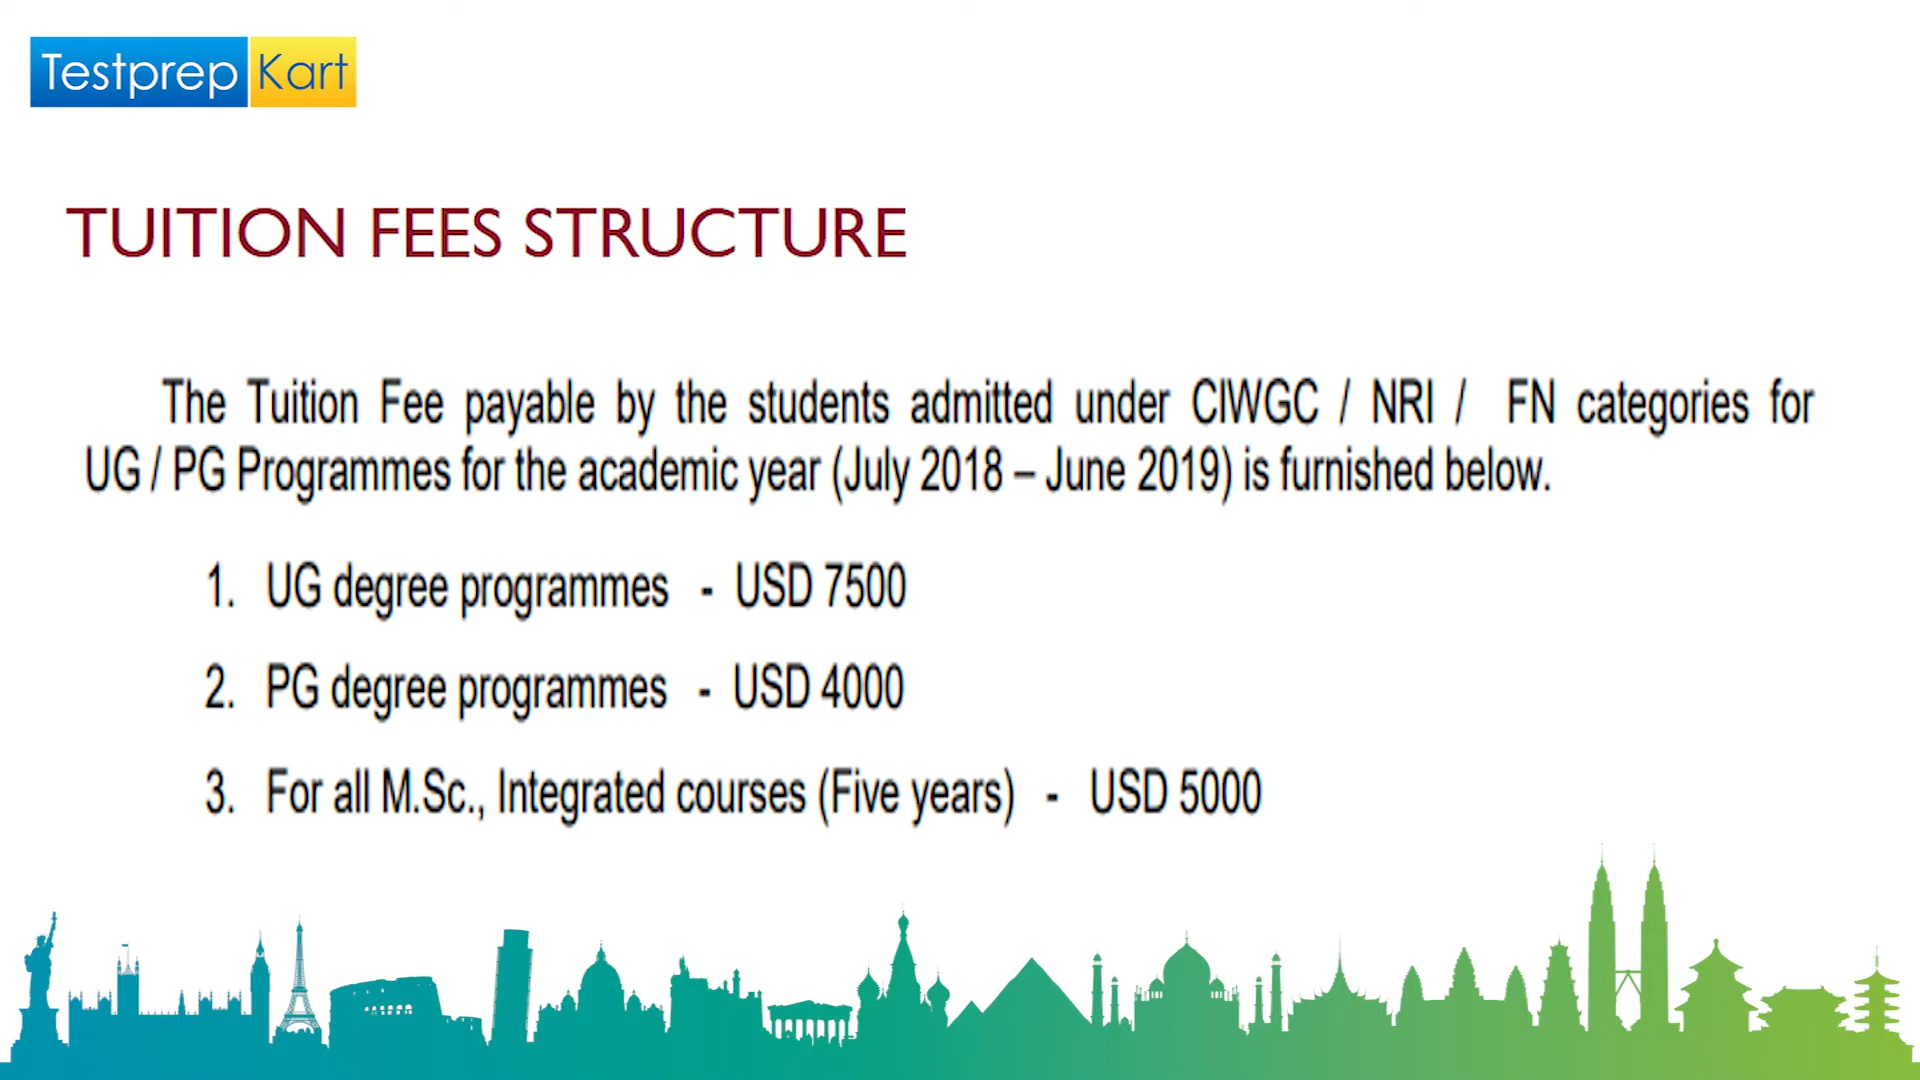 Testprep Kart
TUITION FEES STRUCTURE
The Tuition Fee payable by the students admitted under CIWGC / NRI / FN categories for
UG / PG Programmes for the academic year (July 2018 – June 2019) is furnished below.
1. UG degree programmes - USD 7500
2. PG degree programmes - USD 4000
3. For all M.Sc., Integrated courses (Five years) - USD 5000